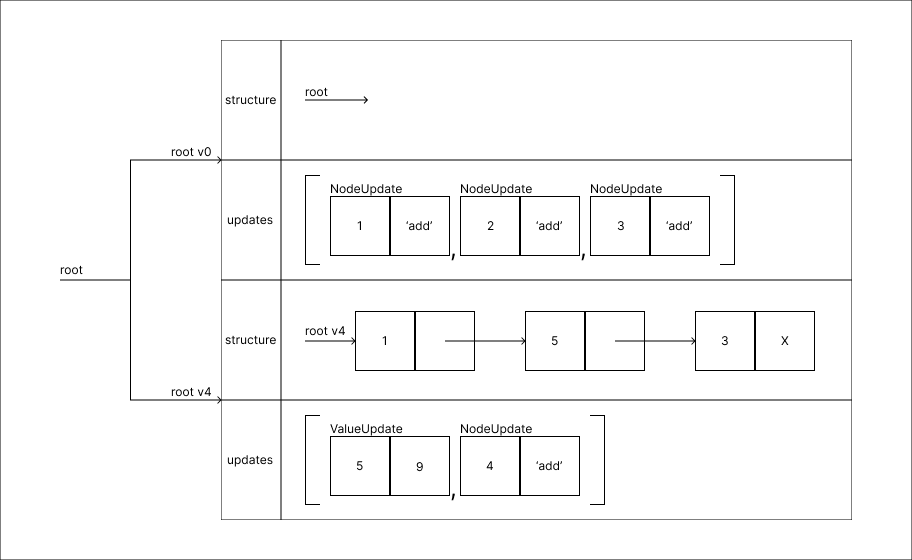 root
structure
root
root v0
updates
NodeUpdate NodeUpdate NodeUpdate
[ 1 ‘add’ , 2 ‘add’ , 3 ‘add’ ]
root
structure
root v4
1 5 3 X
root v4
updates
ValueUpdate NodeUpdate
[ 5 9 , 4 ‘add’ ]